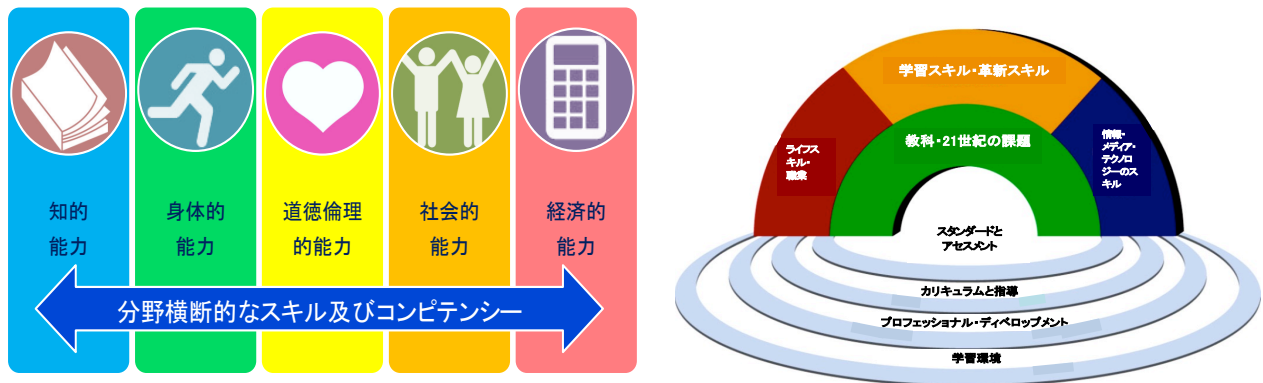 知的
能力
身体的
能力
道徳倫理
的能力
社会的
能力
経済的
能力
分野横断的なスキル及びコンピテンシー
学習スキル・革新スキル
教科・21世紀の課題
ライフス
キル・
職業
情報・
メディア・
テクノロ
ジーのス
キル
スタンダードと
アセスメント
カリキュラムと指導
プロフェッショナル・ディベロップメント
学習環境